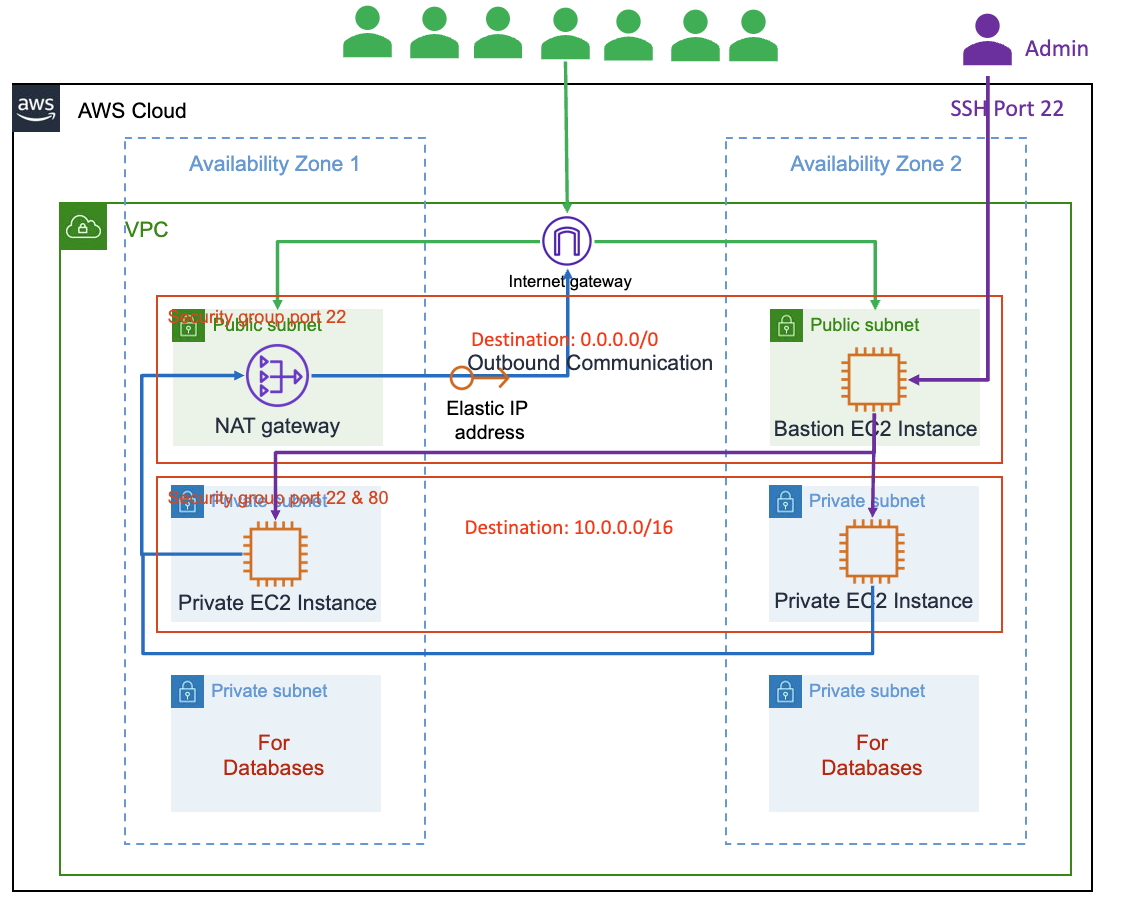 Admin
aws
AWS Cloud
SSH Port 22
Availability Zone 1
Availability Zone 2
VPC
Internet gateway
Security group port 22
Public subnet
Public subnet
Destination: 0.0.0.0/0
Outbound Communication
Elastic IP
address
NAT gateway
Bastion EC2 Instance
Security group port 22 & 80
Private subnet
Private subnet
Destination: 10.0.0.0/16
Private EC2 Instance
Private EC2 Instance
Private subnet
Private subnet
For
Databases
For
Databases